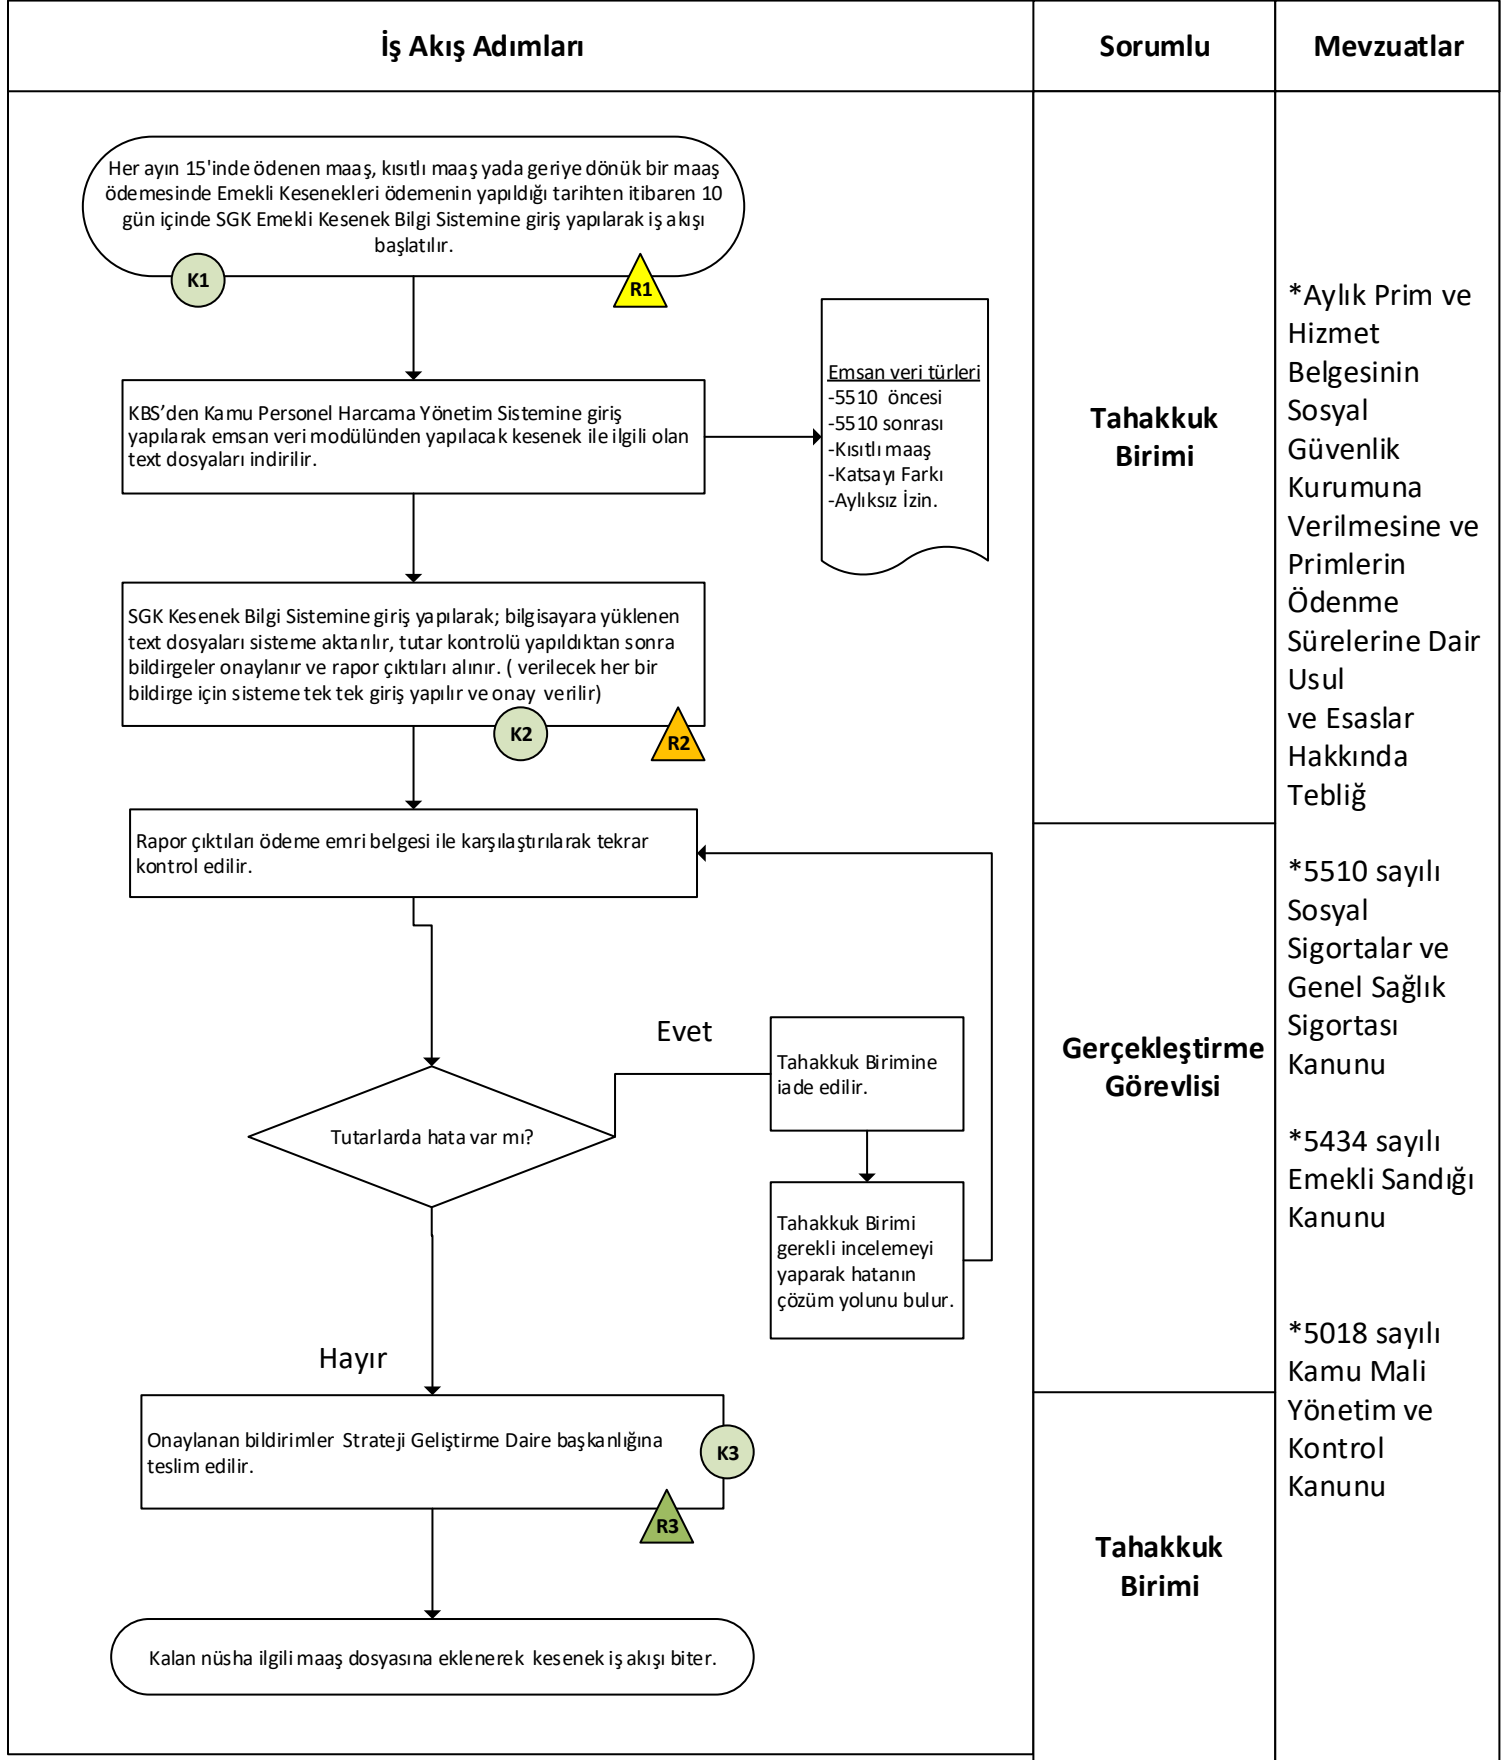 İş Akış Adımları
Sorumlu
Mevzuatlar
Her ayın 15'inde ödenen maaş, kısıtlı maaş yada geriye dönük bir maaş
ödemesinde Emekli Kesenekleri ödemenin yapıldığı tarihten itibaren 10
gün içinde SGK Emekli Kesenek Bilgi Sistemine giriş yapılarak iş akışı
başlatılır.
K1
R1
KBS’den Kamu Personel Harcama Yönetim Sistemine giriş
yapılarak emsan veri modülünden yapılacak kesenek ile ilgili olan
text dosyaları indirilir.
Emsan veri türleri
-5510 öncesi
-5510 sonrası
-Kısıtlı maaş
-Katsayı Farkı
-Aylıksız İzin.
SGK Kesenek Bilgi Sistemine giriş yapılarak; bilgisayara yüklenen
text dosyaları sisteme aktarılır, tutar kontrolü yapıldıktan sonra
bildirgeler onaylanır ve rapor çıktıları alınır. ( verilecek her bir
bildirge için sisteme tek tek giriş yapılır ve onay verilir)
K2
R2
Rapor çıktıları ödeme emri belgesi ile karşılaştırılarak tekrar
kontrol edilir.
Tutarlarda hata var mı?
Evet
Tahakkuk Birimine
iade edilir.
Tahakkuk Birimi
gerekli incelemeyi
yaparak hatanın
çözüm yolunu bulur.
Hayır
Onaylanan bildirimler Strateji Geliştirme Daire başkanlığına
teslim edilir.
K3
R3
Kalan nüsha ilgili maaş dosyasına eklenerek kesenek iş akışı biter.
Tahakkuk
Birimi
Gerçekleştirme
Görevlisi
Tahakkuk
Birimi
*Aylık Prim ve
Hizmet
Belgesinin
Sosyal
Güvenlik
Kurumuna
Verilmesine ve
Primlerin
Ödenme
Sürelerine Dair
Usul
ve Esaslar
Hakkında
Tebliğ
*5510 sayılı
Sosyal
Sigortalar ve
Genel Sağlık
Sigortası
Kanunu
*5434 sayılı
Emekli Sandığı
Kanunu
*5018 sayılı
Kamu Mali
Yönetim ve
Kontrol
Kanunu